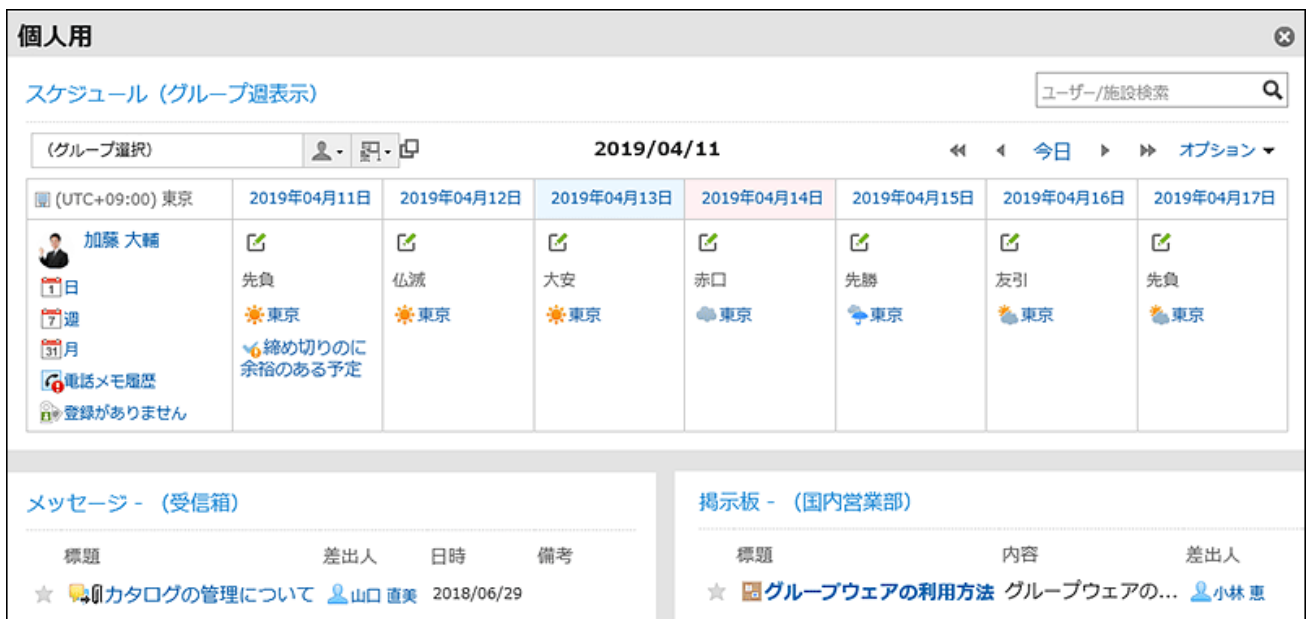 個人用
スケジュール（グループ週表示）
ユーザー/施設検索
（グループ選択）
2019/04/11
今日
オプション
(UTC+09:00) 東京 2019年04月11日 2019年04月12日 2019年04月13日 2019年04月14日 2019年04月15日 2019年04月16日 2019年04月17日
加藤 大輔
先負 仏滅 大安 赤口 先勝 友引 先負
1 日
東京 東京 東京 東京 東京 東京 東京
7 週
締め切りのに
31 月
余裕のある予定
電話メモ履歴
登録がありません
メッセージ - （受信箱）
標題 差出人 日時 備考
カタログの管理について 山口 直美 2018/06/29
掲示板 - （国内営業部）
標題 内容 差出人
グループウェアの利用方法 グループウェアの... 小林 恵